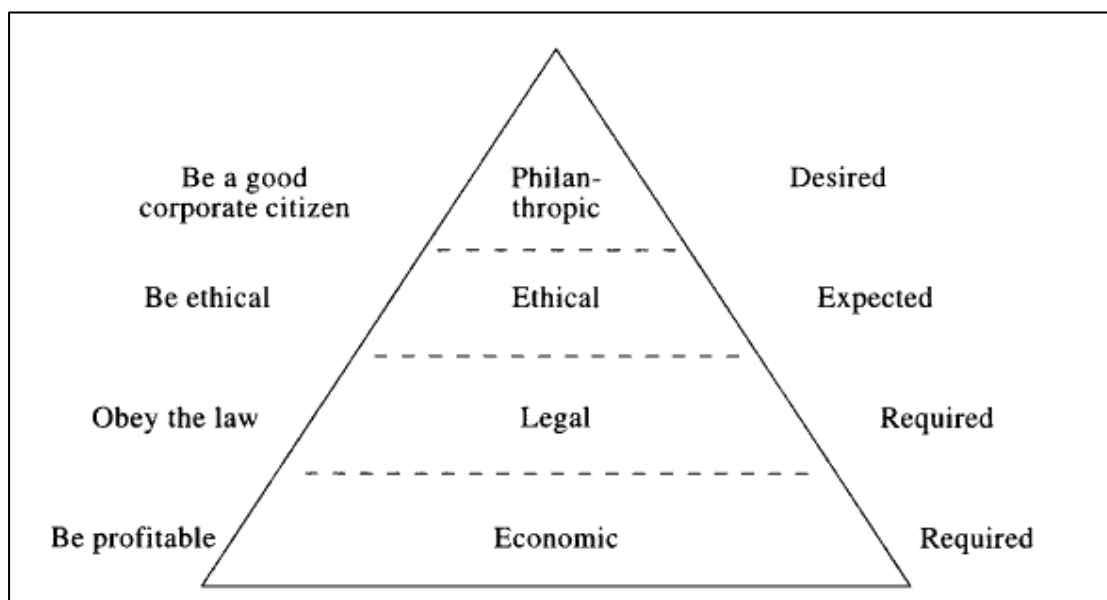 Be a good
corporate citizen
Philan-
thropic
Desired
Be ethical
Ethical
Expected
Obey the law
Legal
Required
Be profitable
Economic
Required